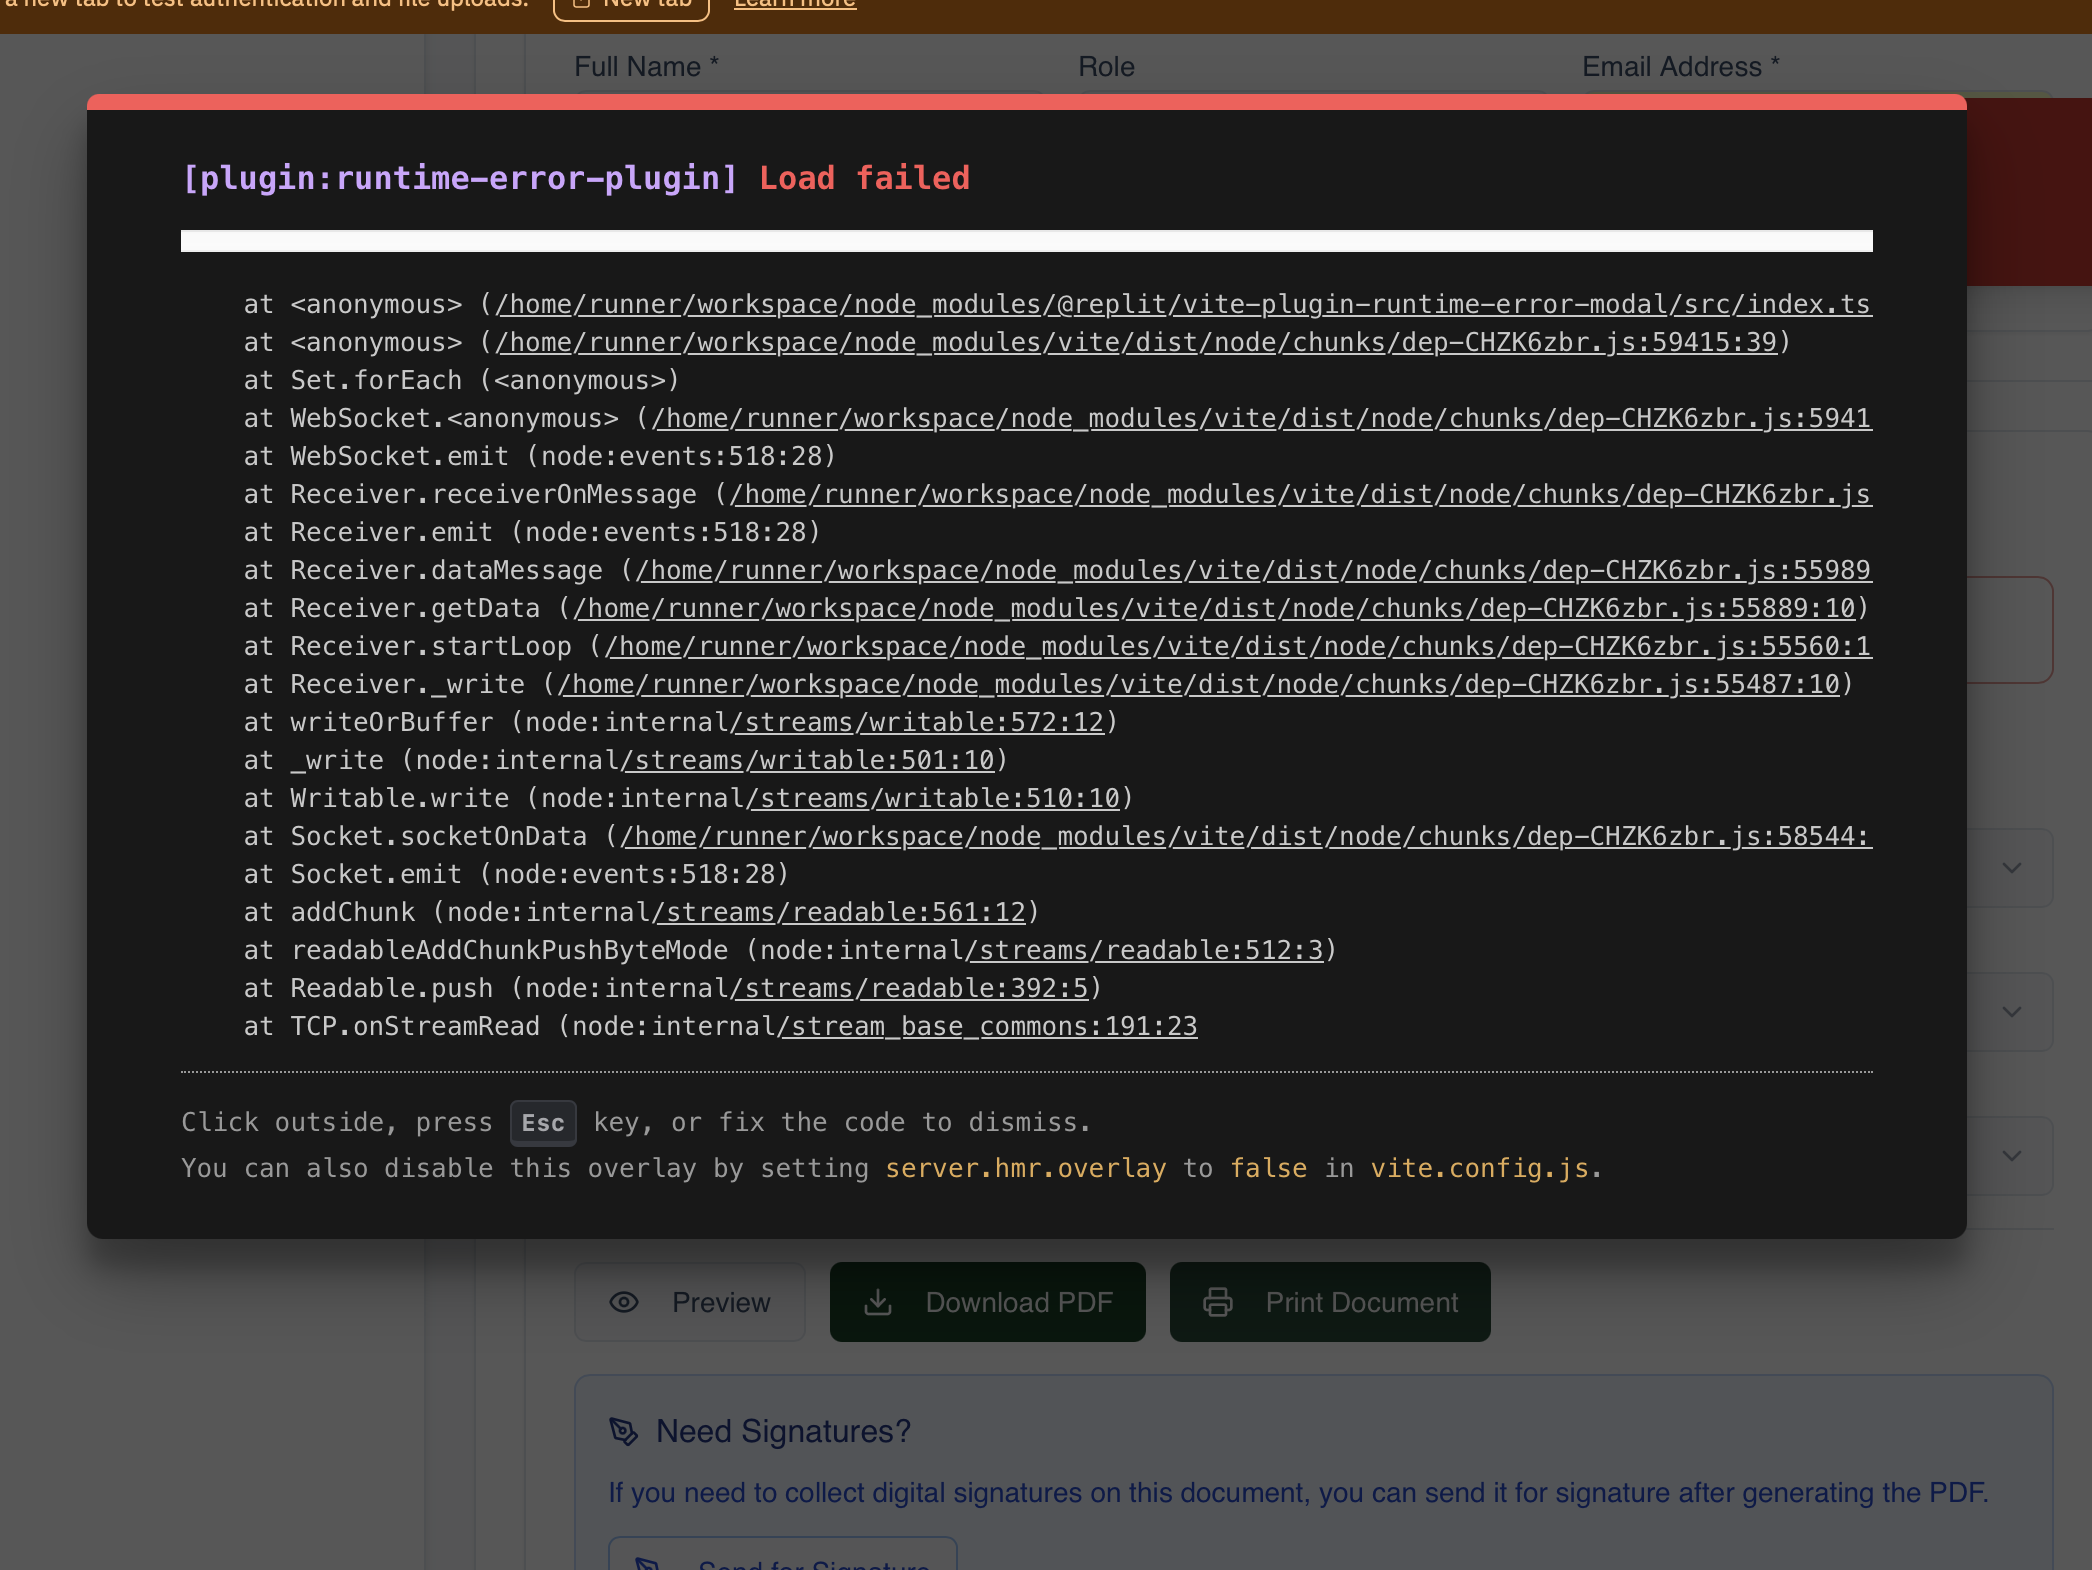 a new tab to test authentication and file uploads.
New tab
Learn more
Full Name *
Role
Email Address *
[plugin:runtime-error-plugin] Load failed
at <anonymous> (/home/runner/workspace/node_modules/@replit/vite-plugin-runtime-error-modal/src/index.ts
at <anonymous> (/home/runner/workspace/node_modules/vite/dist/node/chunks/dep-CHZK6zbr.js:59415:39)
at Set.forEach (<anonymous>)
at WebSocket.<anonymous> (/home/runner/workspace/node_modules/vite/dist/node/chunks/dep-CHZK6zbr.js:5941
at WebSocket.emit (node:events:518:28)
at Receiver.receiverOnMessage (/home/runner/workspace/node_modules/vite/dist/node/chunks/dep-CHZK6zbr.js
at Receiver.emit (node:events:518:28)
at Receiver.dataMessage (/home/runner/workspace/node_modules/vite/dist/node/chunks/dep-CHZK6zbr.js:55989
at Receiver.getData (/home/runner/workspace/node_modules/vite/dist/node/chunks/dep-CHZK6zbr.js:55889:10)
at Receiver.startLoop (/home/runner/workspace/node_modules/vite/dist/node/chunks/dep-CHZK6zbr.js:55560:1
at Receiver._write (/home/runner/workspace/node_modules/vite/dist/node/chunks/dep-CHZK6zbr.js:55487:10)
at writeOrBuffer (node:internal/streams/writable:572:12)
at _write (node:internal/streams/writable:501:10)
at Writable.write (node:internal/streams/writable:510:10)
at Socket.socketOnData (/home/runner/workspace/node_modules/vite/dist/node/chunks/dep-CHZK6zbr.js:58544:
at Socket.emit (node:events:518:28)
at addChunk (node:internal/streams/readable:561:12)
at readableAddChunkPushByteMode (node:internal/streams/readable:512:3)
at Readable.push (node:internal/streams/readable:392:5)
at TCP.onStreamRead (node:internal/stream_base_commons:191:23
Click outside, press Esc key, or fix the code to dismiss.
You can also disable this overlay by setting server.hmr.overlay to false in vite.config.js.
Preview
Download PDF
Print Document
Need Signatures?
If you need to collect digital signatures on this document, you can send it for signature after generating the PDF.
Send for Signature